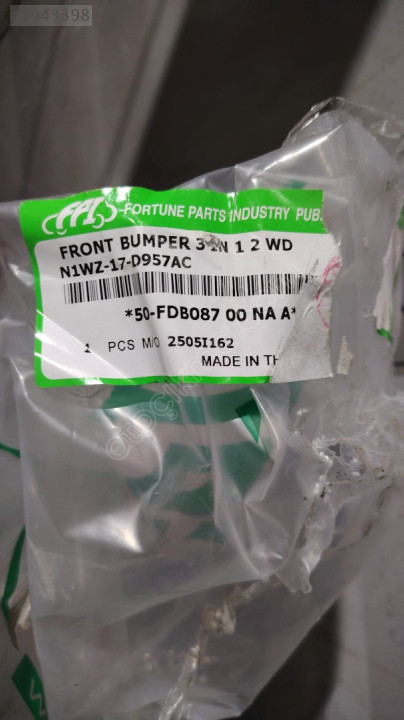 943398
FPI
FORTUNE PARTS INDUSTRY PUB
FRONT BUMPER 3 IN 1 2 WD
N1WZ-17-D957AC
*50-FDB087 00 NA A*
1 PCS M/O 2505I162
MADE IN TH